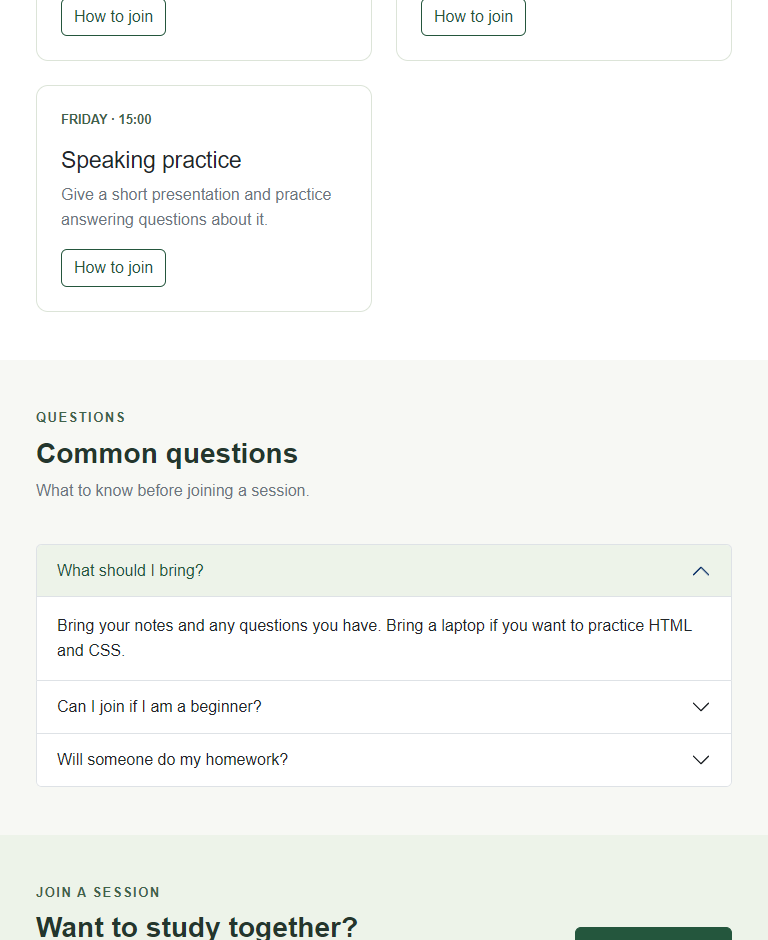 How to join
How to join
FRIDAY · 15:00
Speaking practice
Give a short presentation and practice
answering questions about it.
How to join
QUESTIONS
Common questions
What to know before joining a session.
What should I bring?
Bring your notes and any questions you have. Bring a laptop if you want to practice HTML
and CSS.
Can I join if I am a beginner?
Will someone do my homework?
JOIN A SESSION
Want to study together?